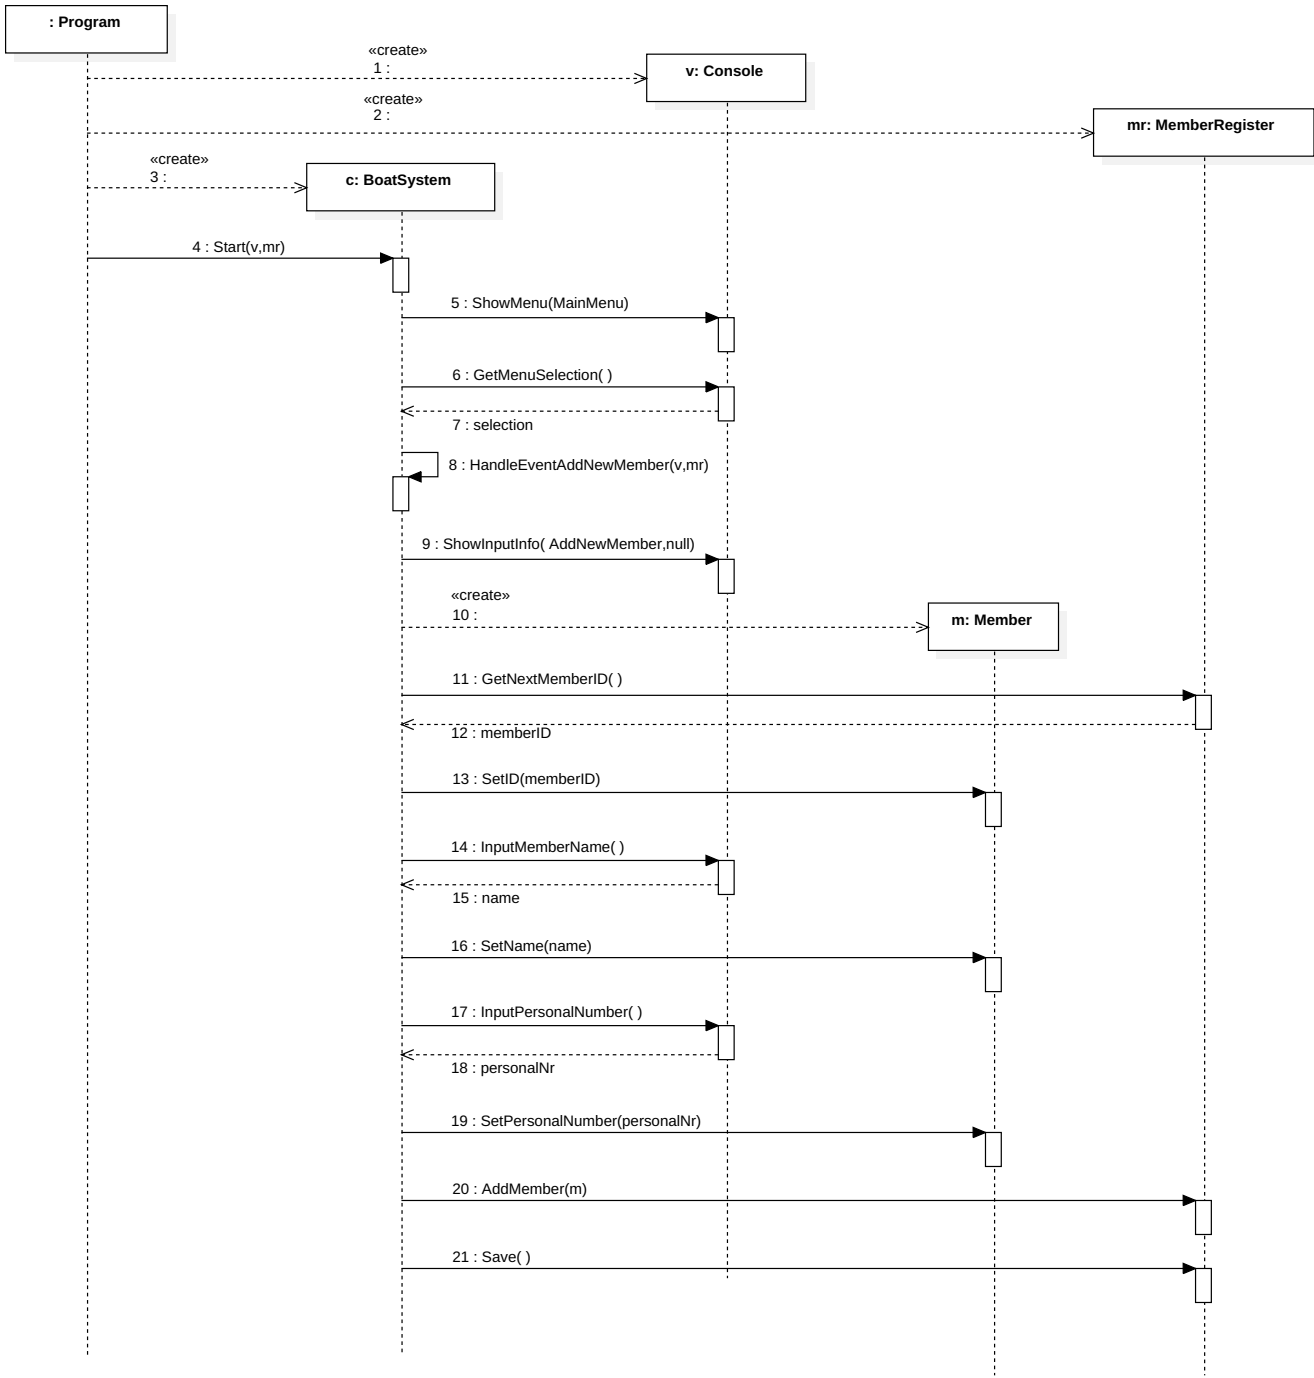 : Program
«create»
1 :
v: Console
«create»
2 :
mr: MemberRegister
«create»
3 :
c: BoatSystem
4 : Start(v,mr)
5 : ShowMenu(MainMenu)
6 : GetMenuSelection( )
7 : selection
8 : HandleEventAddNewMember(v,mr)
9 : ShowInputInfo( AddNewMember,null)
«create»
10 :
m: Member
11 : GetNextMemberID( )
12 : memberID
13 : SetID(memberID)
14 : InputMemberName( )
15 : name
16 : SetName(name)
17 : InputPersonalNumber( )
18 : personalNr
19 : SetPersonalNumber(personalNr)
20 : AddMember(m)
21 : Save( )